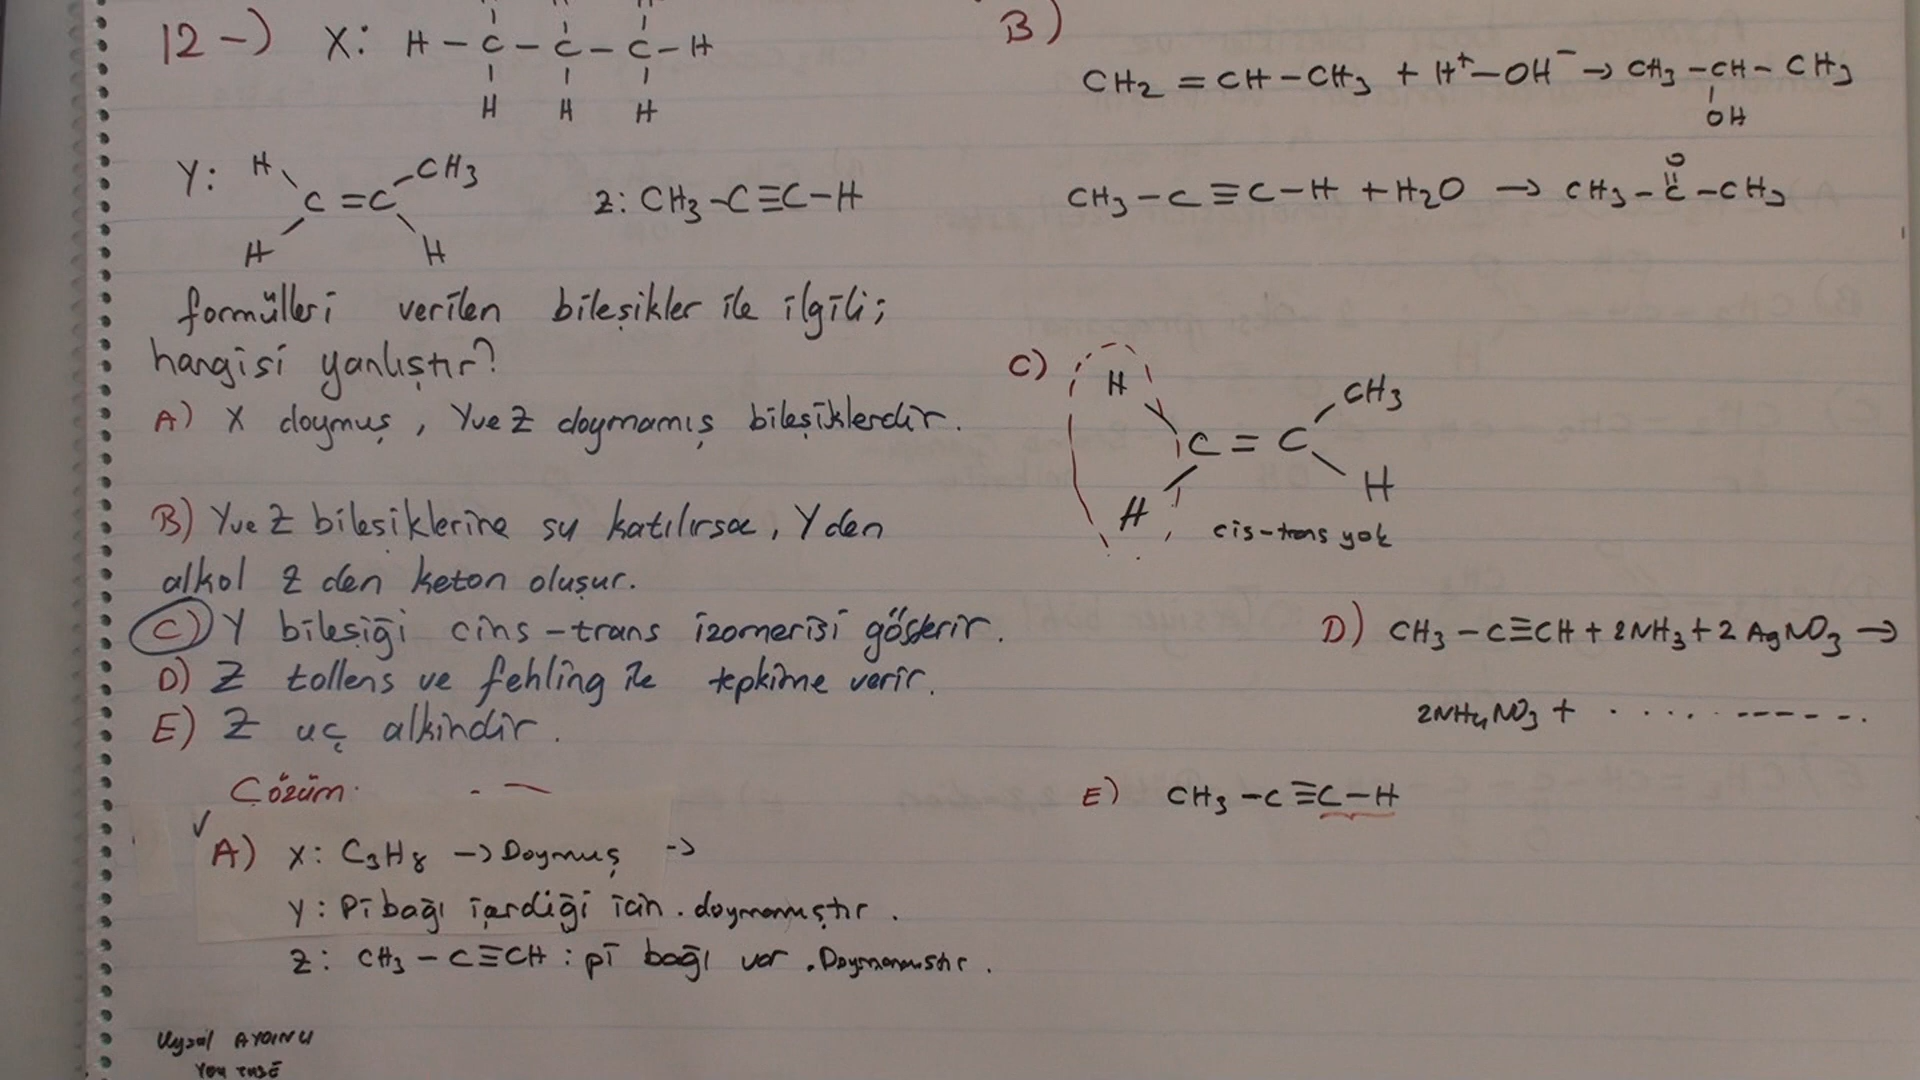 12-) X: H - C - C - C - H
H H H
Y: H CH3
C = C
H H
Z: CH3 - C ≡ C - H
formülleri verilen bileşikler ile ilgili;
hangisi yanlıştır?
A) X doymuş, Y ve Z doymamış bileşiklerdir.
B) Y ve Z bileşiklerine su katılırsa, Y den
alkol Z den keton oluşur.
C) Y bileşiği cins-trans izomerisi gösterir.
D) Z tollens ve fehling ile tepkime verir.
E) Z uç alkindir.
Çözüm
A) X: C3H8 → Doymuş →
Y: Pi bağı içerdiği için. doymamıştır.
Z: CH3 - C ≡ CH : pi bağı var. Doymamıştır.
Uysal
B)
CH2 = CH - CH3 + H+ - OH- → CH3 - CH - CH3
OH
O
CH3 - C ≡ C - H + H2O → CH3 - C - CH3
C) H CH3
C = C
H H
cis-trans yok
D) CH3 - C ≡ CH + 2NH3 + 2AgNO3 →
2NH4NO3 + ..........
E) CH3 - C ≡ C - H